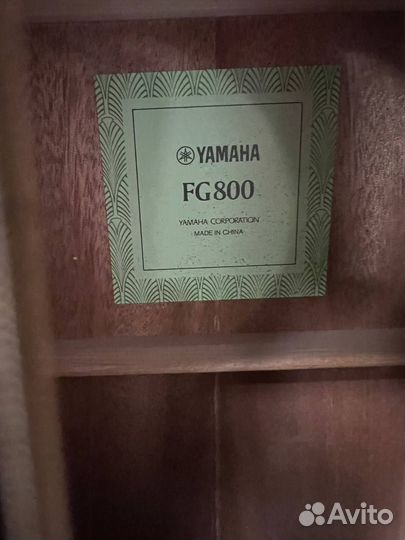 YAMAHA
FG800
YAMAHA CORPORATION
MADE IN CHINA
Avito